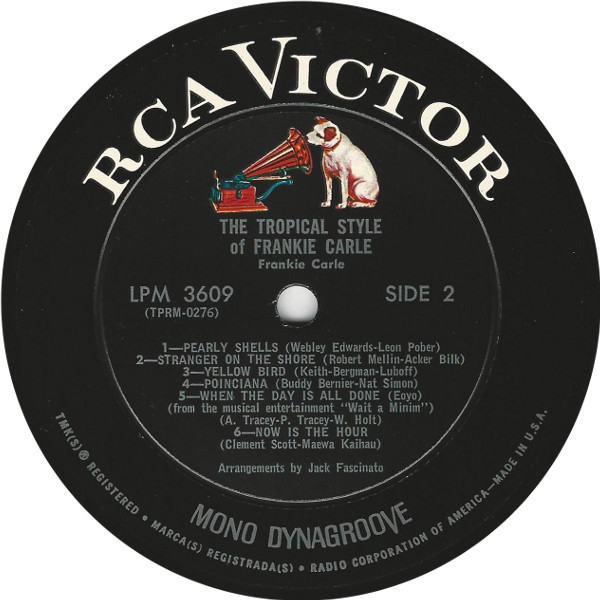 RCA VICTOR
THE TROPICAL STYLE
of FRANKIE CARLE
Frankie Carle
LPM 3609
(TPRM-0276)
SIDE 2
1—PEARLY SHELLS (Webley Edwards-Leon Pober)
2—STRANGER ON THE SHORE (Robert Mellin-Acker Bilk)
3—YELLOW BIRD (Keith-Bergman-Luboff)
4—POINCIANA (Buddy Bernier-Nat Simon)
5—WHEN THE DAY IS ALL DONE (Eoyo)
(from the musical entertainment "Wait a Minim")
(A. Tracey-P. Tracey-W. Holt)
6—NOW IS THE HOUR
(Clement Scott-Maewa Kaihau)
Arrangements by Jack Fascinato
MONO DYNAGROOVE
TMK(S) ® REGISTERED • MARCA(S) REGISTRADA(S) • RADIO CORPORATION OF AMERICA—MADE IN U.S.A.